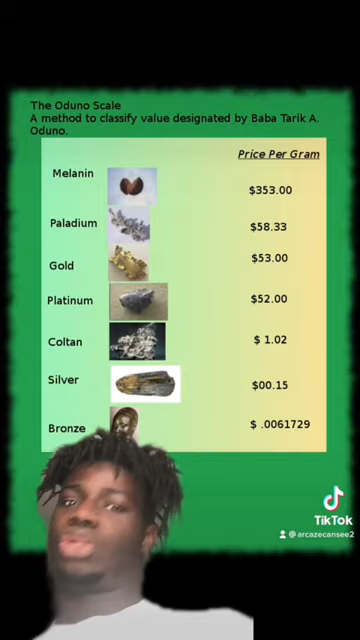 The Oduno Scale
A method to classify value designated by Baba Tarik A.
Oduno.
Price Per Gram
Melanin $353.00
Paladium $58.33
Gold $53.00
Platinum $52.00
Coltan $ 1.02
Silver $00.15
Bronze $ .0061729
TikTok
@arcazecansee2